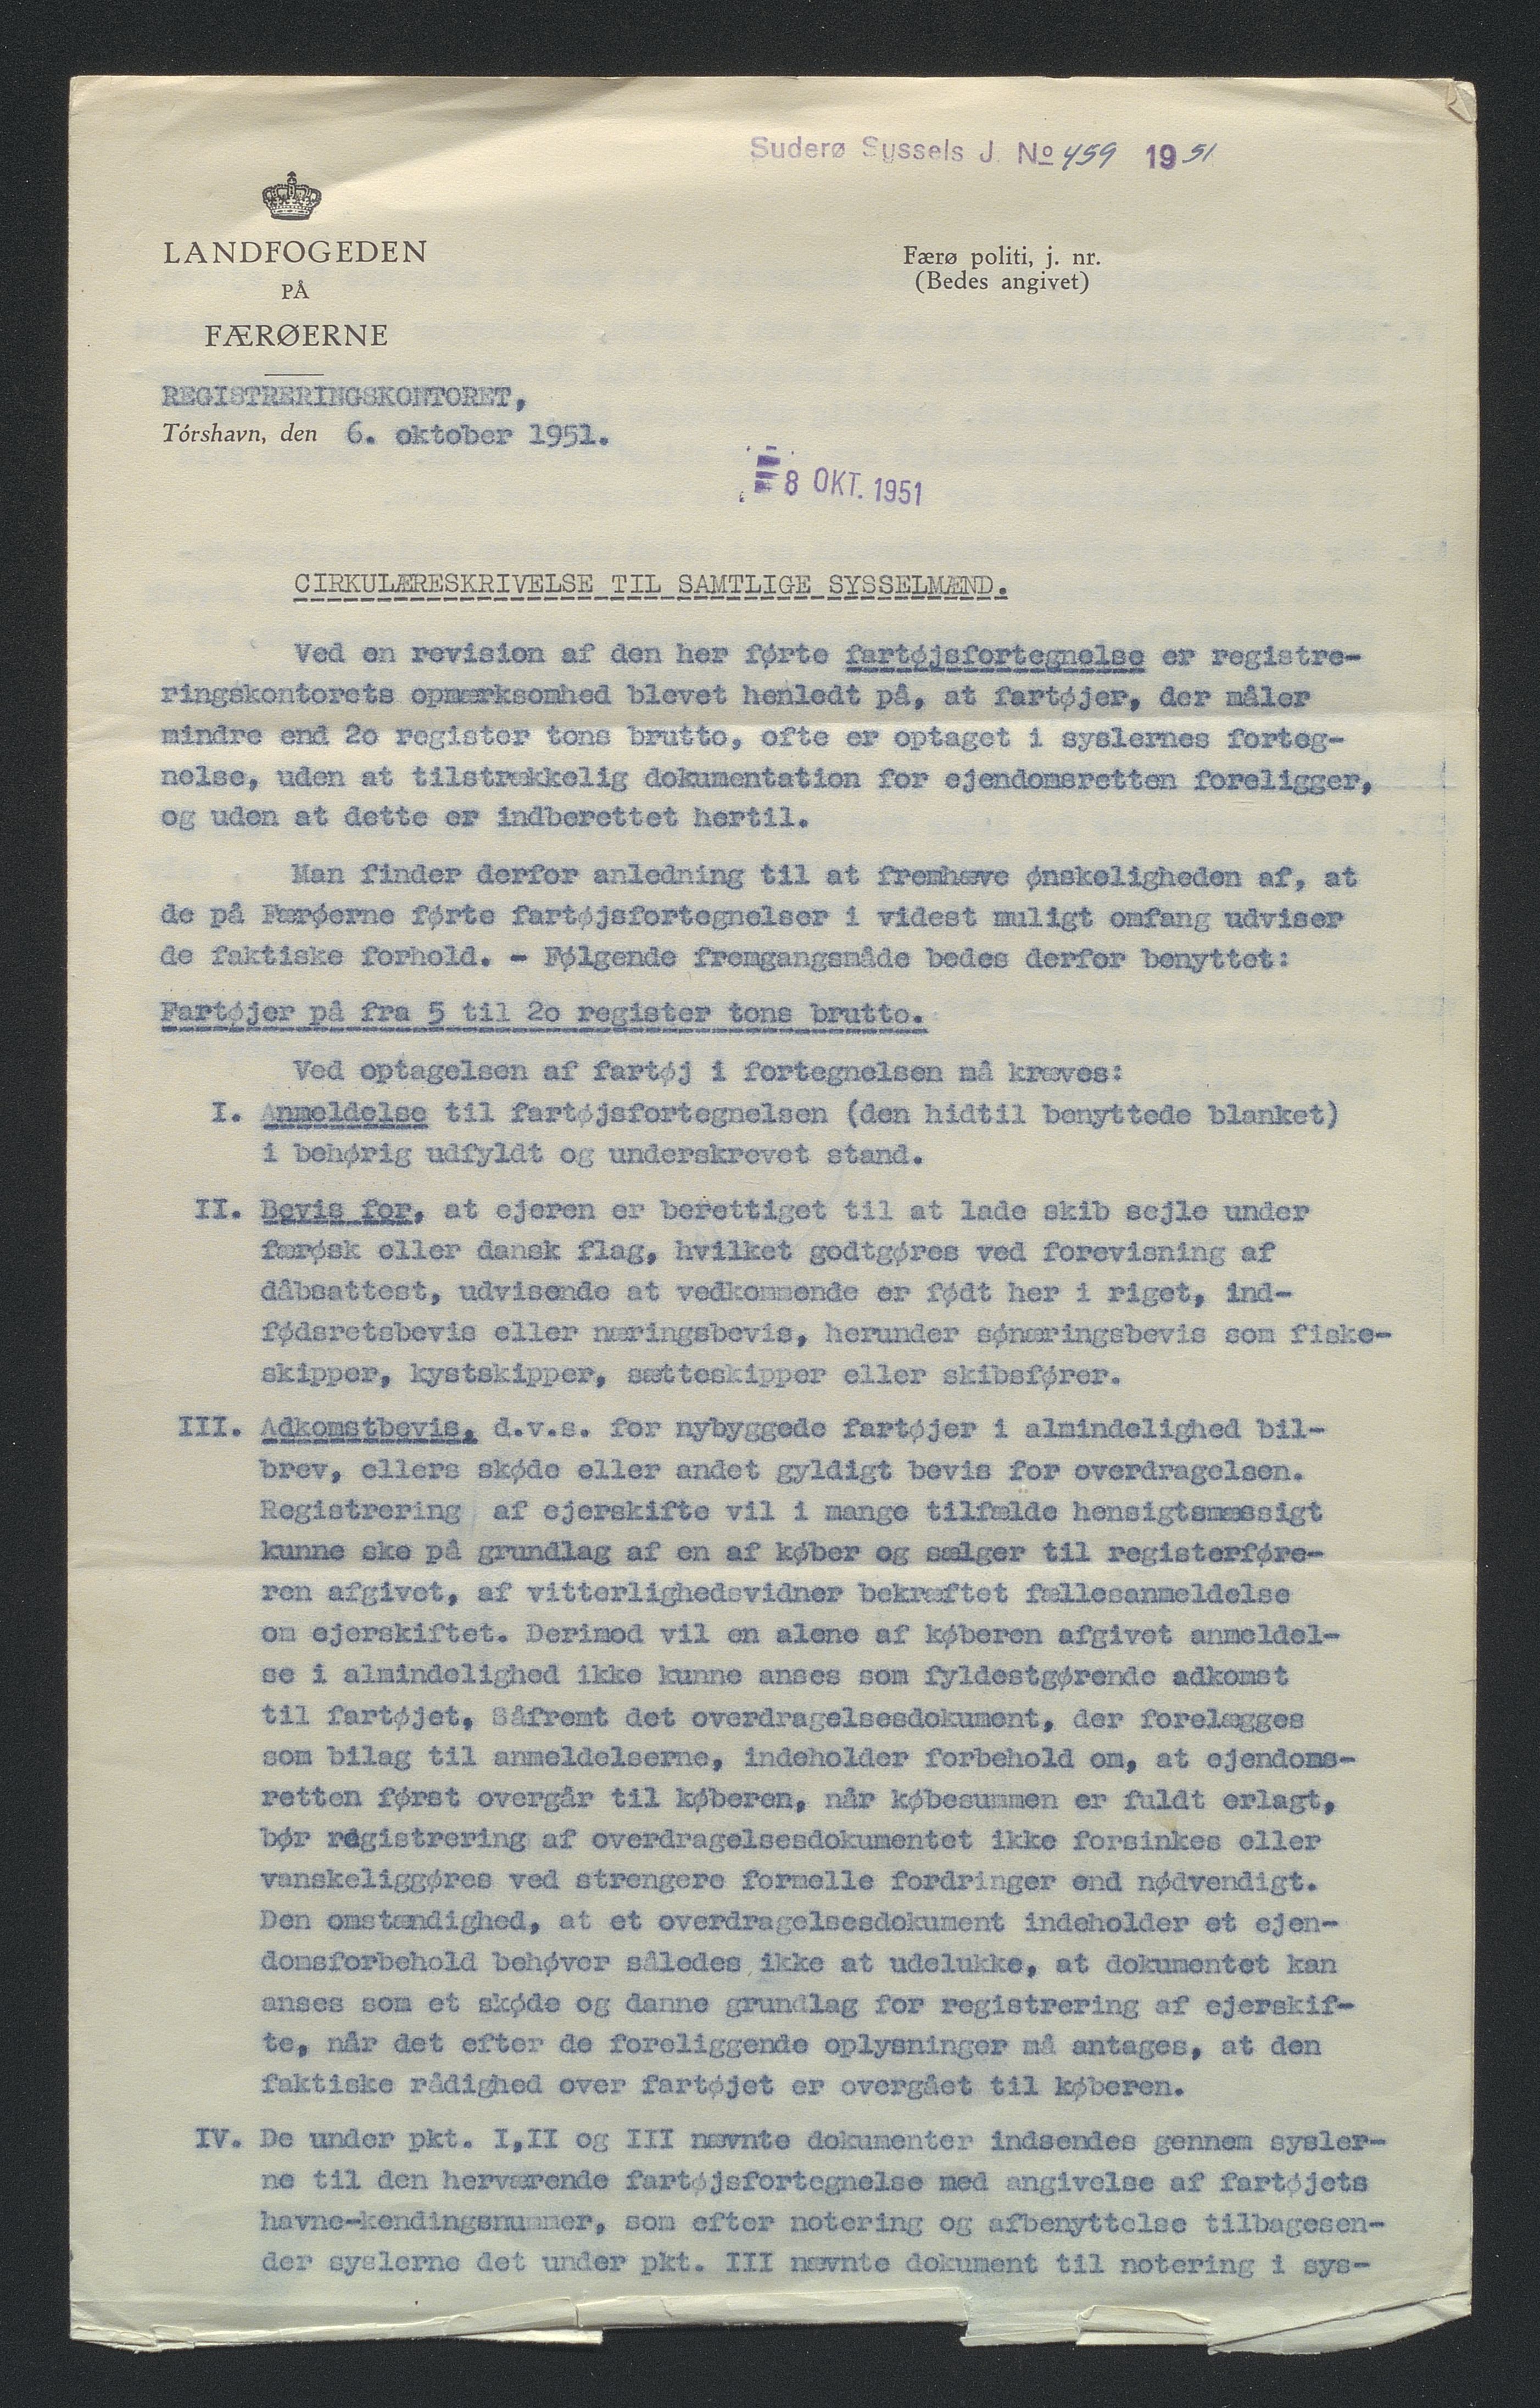 Suderø Syssels J. № 459 1951
LANDFOGEDEN
PÅ
FÆRØERNE
Færø politi, j. nr.
(Bedes angivet)
REGISTRERINGSKONTORET,
Tórshavn, den 6. oktober 1951.
8 OKT. 1951
CIRKULÆRESKRIVELSE TIL SAMTLIGE SYSSELMÆND.
Ved en revision af den her førte fartøjsfortegnelse er registre-
ringskontorets opmærksomhed blevet henledt på, at fartøjer, der måler
mindre end 2o register tons brutto, ofte er optaget i syslernes forteg-
nelse, uden at tilstrækkelig dokumentation for ejendomsretten foreligger,
og uden at dette er indberettet hertil.
Man finder derfor anledning til at fremhæve ønskeligheden af, at
de på Færøerne førte fartøjsfortegnelser i videst muligt omfang udviser
de faktiske forhold. - Følgende fremgangsmåde bedes derfor benyttet:
Fartøjer på fra 5 til 2o register tons brutto.
Ved optagelsen af fartøj i fortegnelsen må kræves:
I. Anmeldelse til fartøjsfortegnelsen (den hidtil benyttede blanket)
i behørig udfyldt og underskrevet stand.
II. Bevis for, at ejeren er berettiget til at lade skib sejle under
færøsk eller dansk flag, hvilket godtgøres ved forevisning af
dåbsattest, udvisende at vedkommende er født her i riget, ind-
fødsretsbevis eller næringsbevis, herunder sønæringsbevis som fiske-
skipper, kystskipper, sætteskipper eller skibsfører.
III. Adkomstbevis, d.v.s. for nybyggede fartøjer i almindelighed bil-
brev, ellers skøde eller andet gyldigt bevis for overdragelsen.
Registrering af ejerskifte vil i mange tilfælde hensigtsmæssigt
kunne ske på grundlag af en af køber og sælger til registerføre-
ren afgivet, af vitterlighedsvidner bekræftet fællesanmeldelse
om ejerskiftet. Derimod vil en alene af køberen afgivet anmeldel-
se i almindelighed ikke kunne anses som fyldestgørende adkomst
til fartøjet, Såfremt det overdragelsesdokument, der forelægges
som bilag til anmeldelserne, indeholder forbehold om, at ejendoms-
retten først overgår til køberen, når købesummen er fuldt erlagt,
bør registrering af overdragelsesdokumentet ikke forsinkes eller
vanskeliggøres ved strengere formelle fordringer end nødvendigt.
Den omstændighed, at et overdragelsesdokument indeholder et ejen-
domsforbehold behøver således ikke at udelukke, at dokumentet kan
anses som et skøde og danne grundlag for registrering af ejerskif-
te, når det efter de foreliggende oplysninger må antages, at den
faktiske rådighed over fartøjet er overgået til køberen.
IV. De under pkt. I,II og III nævnte dokumenter indsendes gennem sysler-
ne til den herværende fartøjsfortegnelse med angivelse af fartøjets
havne-kendingsnummer, som efter notering og afbenyttelse tilbagesen-
der syslerne det under pkt. III nævnte dokument til notering i sys-